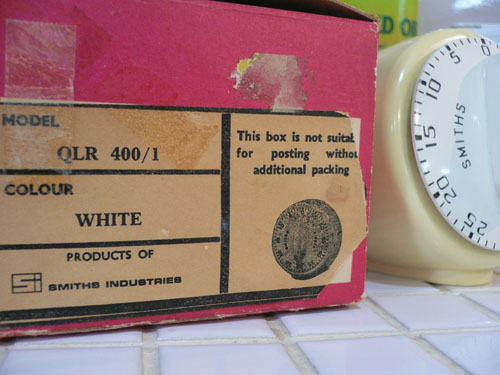 MODEL
QLR 400/1
COLOUR
WHITE
PRODUCTS OF
Si SMITHS INDUSTRIES
This box is not suitab
for posting withou
additional packing
D O
0
5
10
15
20
25
SMITHS